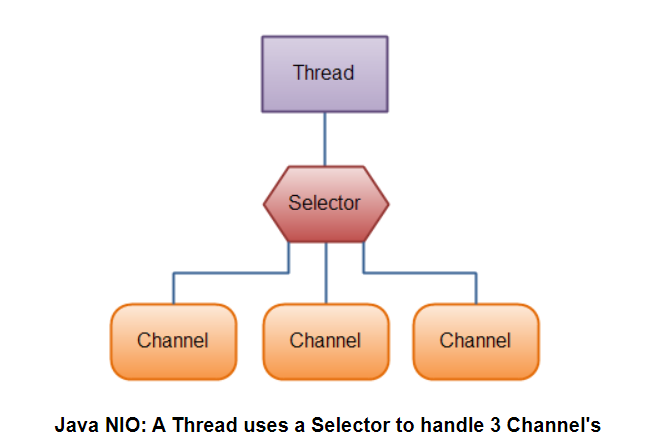 Thread
Selector
Channel Channel Channel
Java NIO: A Thread uses a Selector to handle 3 Channel's